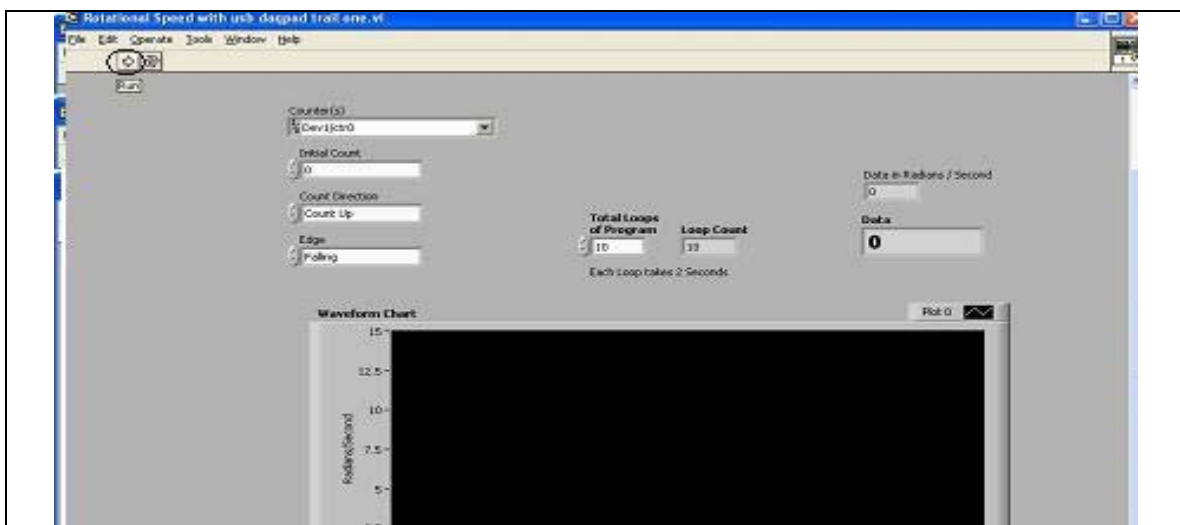 Rotational Speed with usb daqpad trail one.vi
File Edit Operate Tools Window Help
Run
Counter(s)
Dev1/ctr0
Initial Count
0
Count Direction
Count Up
Edge
Falling
Total Loops
of Program
10
Loop Count
10
Each Loop takes 2 Seconds
Data in Radians / Second
0
Data
0
Waveform Chart
Plot 0
15
12.5
10
7.5
5
Radians/Second